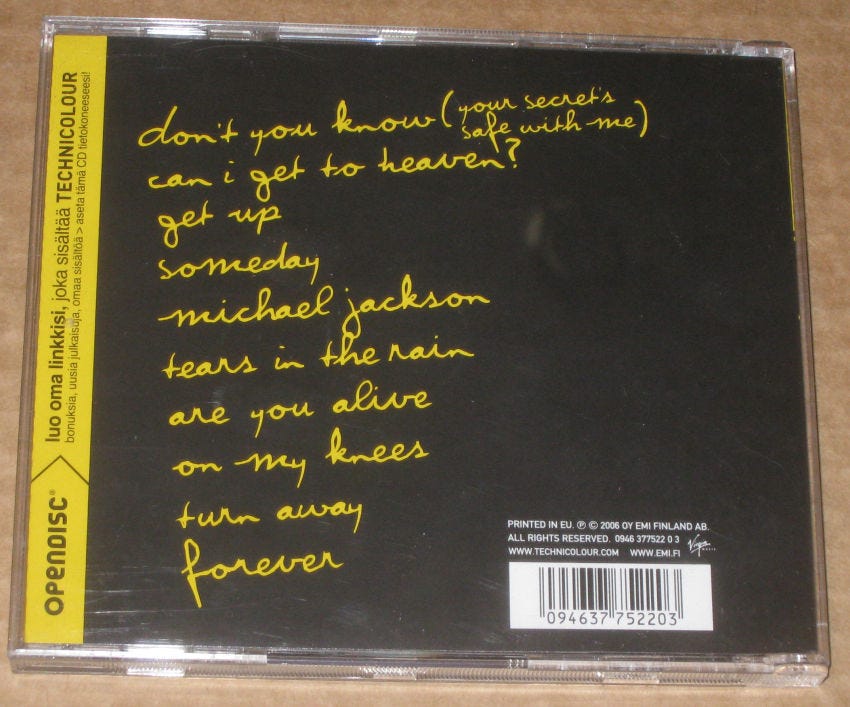 don't you know (your secret's
safe with me)
can i get to heaven?
get up
someday
michael jackson
tears in the rain
are you alive
on my knees
turn away
forever
OPENDISC®
luo oma linkkisi, joka sisältää TECHNICOLOUR
bonuksia, uusia julkaisuja, omaa sisältöä > aseta tämä CD tietokoneeseesi!
PRINTED IN EU. ℗ © 2006 OY EMI FINLAND AB.
ALL RIGHTS RESERVED. 0946 377522 0 3
WWW.TECHNICOLOUR.COM WWW.EMI.FI
Virgin
MUSIC
094637 752203